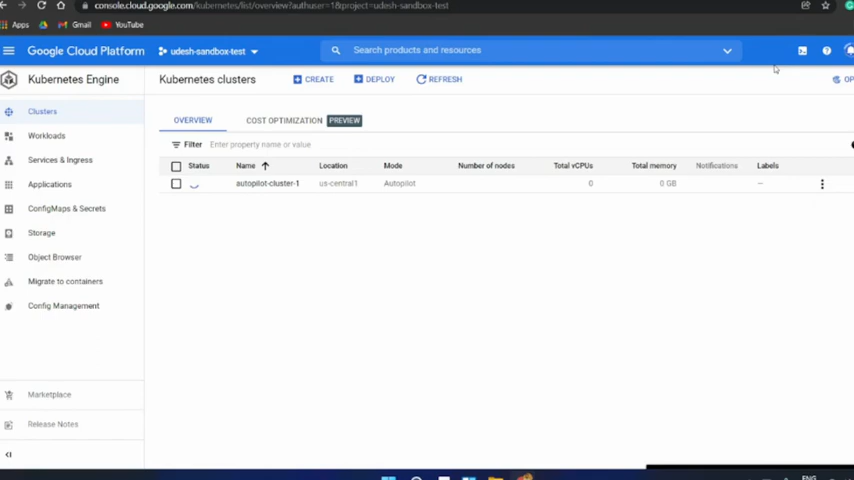 console.cloud.google.com/kubernetes/list/overview?authuser=1&project=udesh-sandbox-test
Apps Gmail YouTube
Google Cloud Platform udesh-sandbox-test Search products and resources
Kubernetes Engine Kubernetes clusters CREATE DEPLOY REFRESH OP
Clusters
OVERVIEW COST OPTIMIZATION PREVIEW
Workloads
Filter Enter property name or value
Services & Ingress
Status Name Location Mode Number of nodes Total vCPUs Total memory Notifications Labels
Applications
autopilot-cluster-1 us-central1 Autopilot 0 0 GB –
ConfigMaps & Secrets
Storage
Object Browser
Migrate to containers
Config Management
Marketplace
Release Notes
ENG